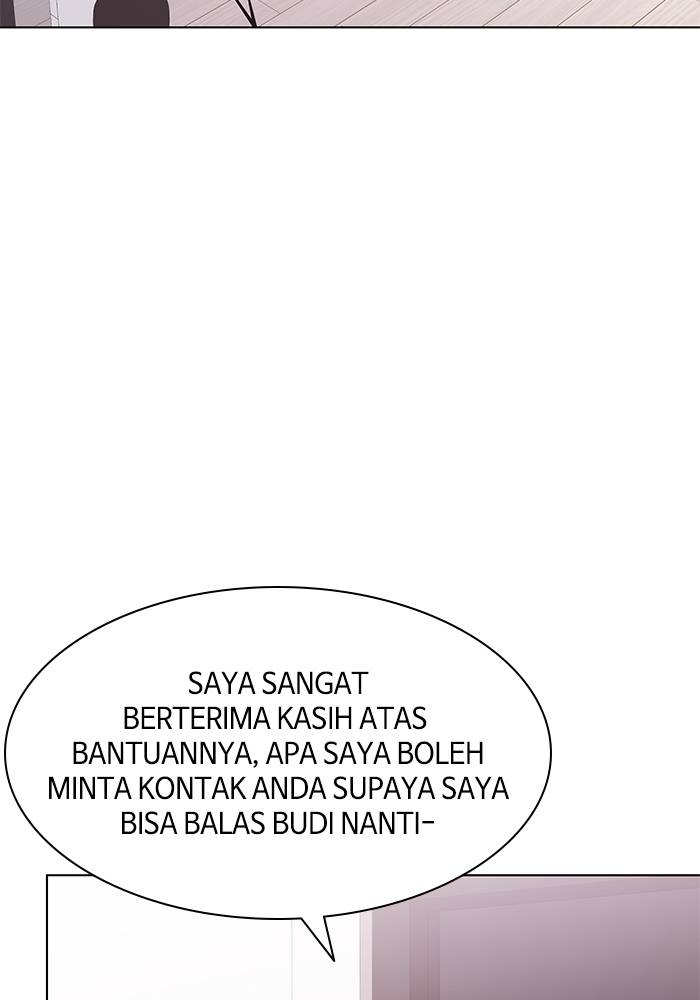 SAYA SANGAT
BERTERIMA KASIH ATAS
BANTUANNYA, APA SAYA BOLEH
MINTA KONTAK ANDA SUPAYA SAYA
BISA BALAS BUDI NANTI-